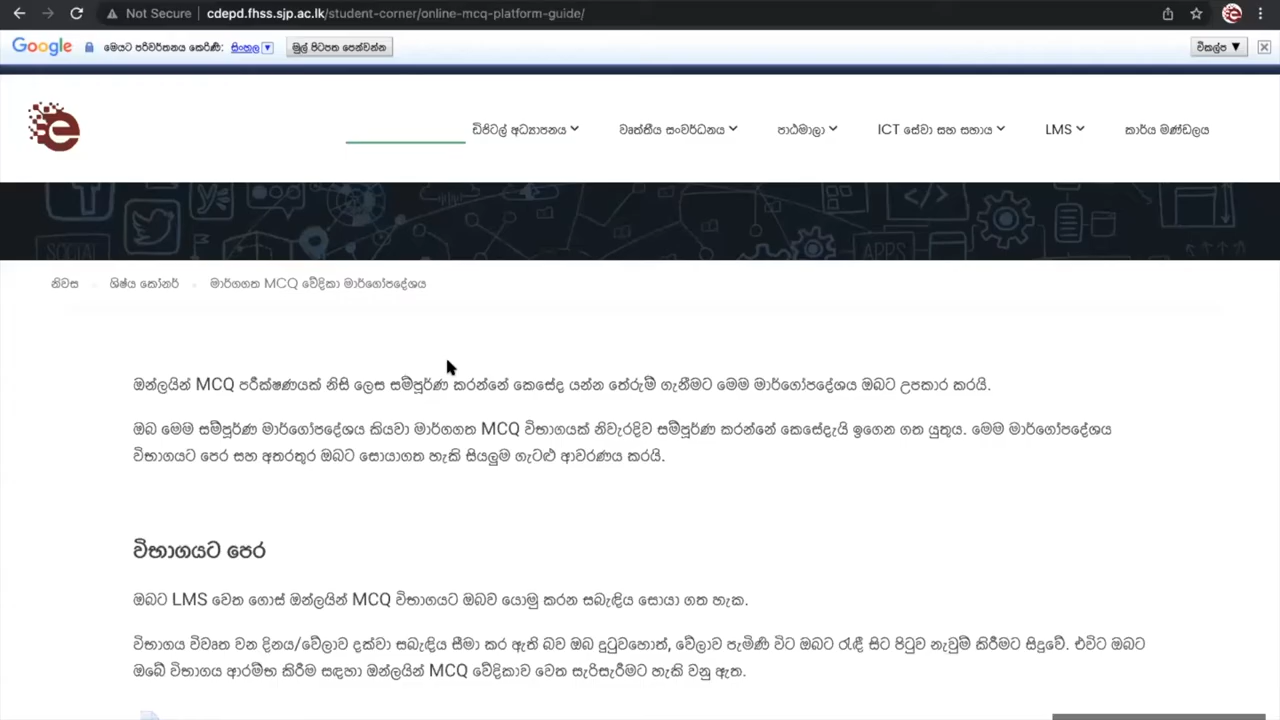 Not Secure | cdepd.fhss.sjp.ac.lk/student-corner/online-mcq-platform-guide/
Google මෙයට පරිවර්තනය කෙරිණි: සිංහල මුල් පිටපත පෙන්වන්න විකල්ප ▼
e ඩිජිටල් අධ්‍යාපනය වෘත්තීය සංවර්ධනය පාඨමාලා ICT සේවා සහ සහාය LMS කාර්ය මණ්ඩලය
SOCIAL </> APPS
නිවස ශිෂ්ය කෝනර් මාර්ගගත MCQ වේදිකා මාර්ගෝපදේශය
ඔන්ලයින් MCQ පරීක්ෂණයක් නිසි ලෙස සම්පූර්ණ කරන්නේ කෙසේද යන්න තේරුම් ගැනීමට මෙම මාර්ගෝපදේශය ඔබට උපකාර කරයි.
ඔබ මෙම සම්පූර්ණ මාර්ගෝපදේශය කියවා මාර්ගගත MCQ විභාගයක් නිවැරදිව සම්පූර්ණ කරන්නේ කෙසේදැයි ඉගෙන ගත යුතුය. මෙම මාර්ගෝපදේශය
විභාගයට පෙර සහ අතරතුර ඔබට සොයාගත හැකි සියලුම ගැටළු ආවරණය කරයි.
විභාගයට පෙර
ඔබට LMS වෙත ගොස් ඔන්ලයින් MCQ විභාගයට ඔබව යොමු කරන සබැඳිය සොයා ගත හැක.
විභාගය විවෘත වන දිනය/වේලාව දක්වා සබැඳිය සීමා කර ඇති බව ඔබ දුටුවහොත්, වේලාව පැමිණි විට ඔබට රැඳී සිට පිටුව නැවුම් කිරීමට සිදුවේ. එවිට ඔබට
ඔබේ විභාගය ආරම්භ කිරීම සඳහා ඔන්ලයින් MCQ වේදිකාව වෙත සැරිසැරීමට හැකි වනු ඇත.